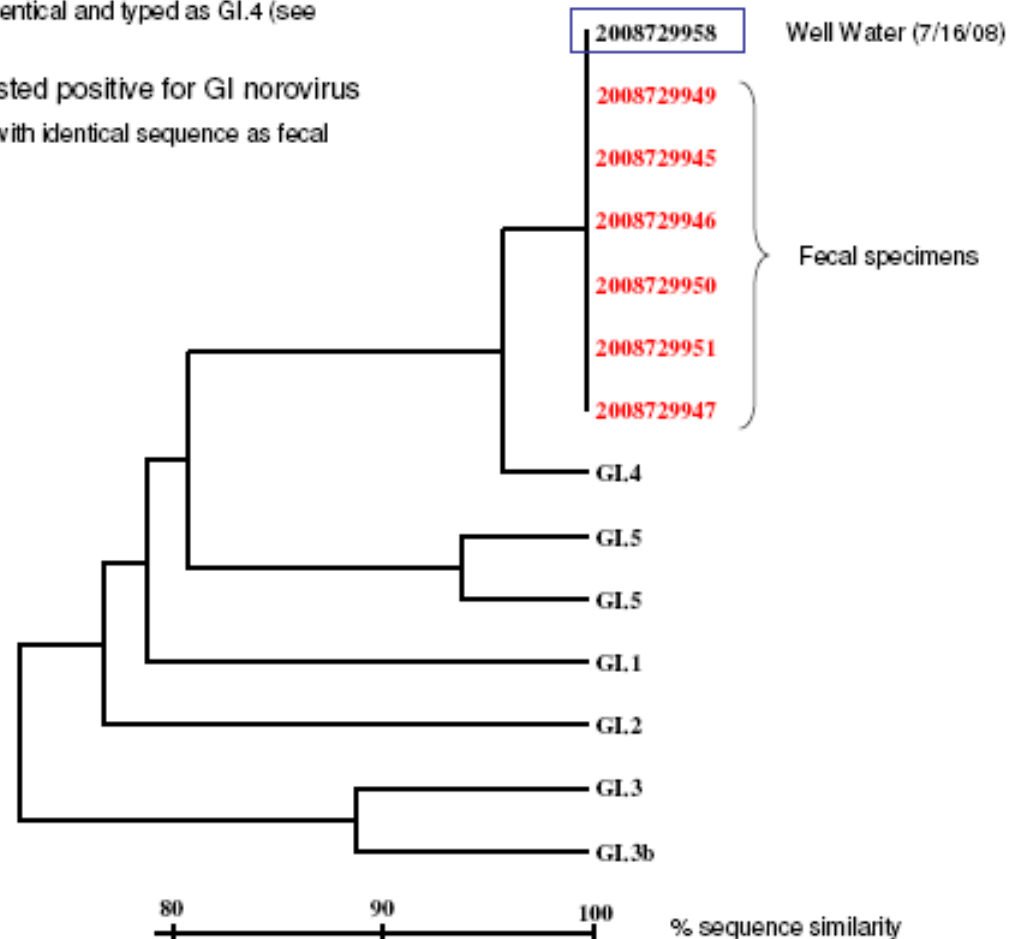 entical and typed as GI.4 (see
sted positive for GI norovirus
with identical sequence as fecal
2008729958 Well Water (7/16/08)
2008729949
2008729945
2008729946
Fecal specimens
2008729950
2008729951
2008729947
GI.4
GI.5
GI.5
GI.1
GI.2
GI.3
GI.3b
80 90 100
% sequence similarity